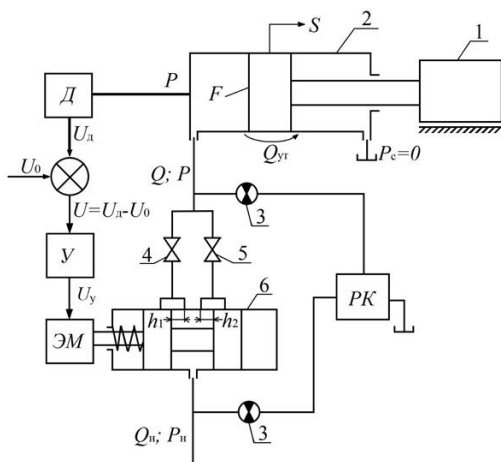 S
2
1
Д
P
F
U₀
Uд
Qут
Pс=0
Q; P
3
U=Uд-U₀
У
4
5
Uу
6
РК
ЭМ
h₁
h₂
Qн; Pн
3